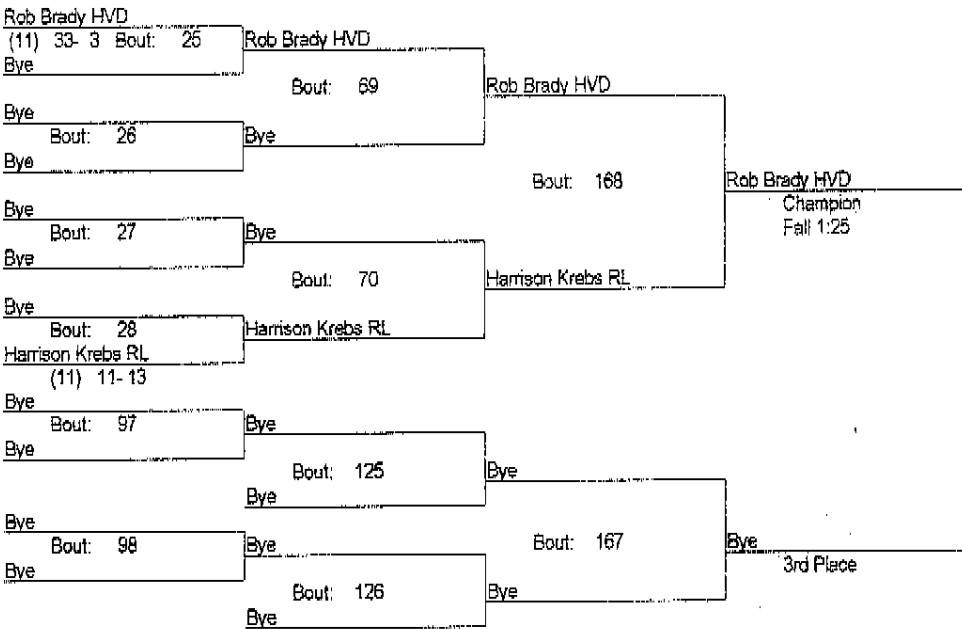 Rob Brady HVD
(11) 33- 3 Bout: 25
Rob Brady HVD
Bye
Bout: 69
Rob Brady HVD
Bye
Bout: 26
Bye
Bye
Bout: 168
Rob Brady HVD
Champion
Fall 1:25
Bye
Bout: 27
Bye
Bye
Bout: 70
Harrison Krebs RL
Bye
Bout: 28
Harrison Krebs RL
Harrison Krebs RL
(11) 11- 13
Bye
Bout: 97
Bye
Bye
Bout: 125
Bye
Bye
Bye
Bout: 98
Bye
Bout: 167
Bye
3rd Place
Bye
Bout: 126
Bye
Bye